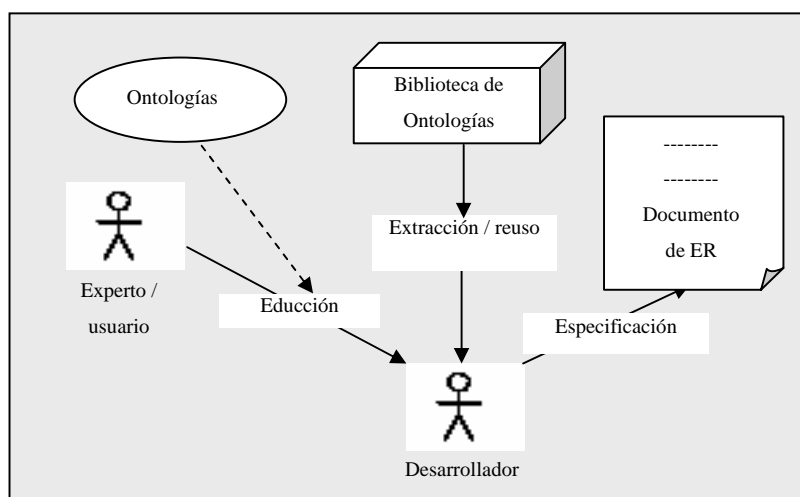 Ontologías
Biblioteca de
Ontologías
--------
--------
Documento
de ER
Extracción / reuso
Experto /
usuario
Educción
Especificación
Desarrollador